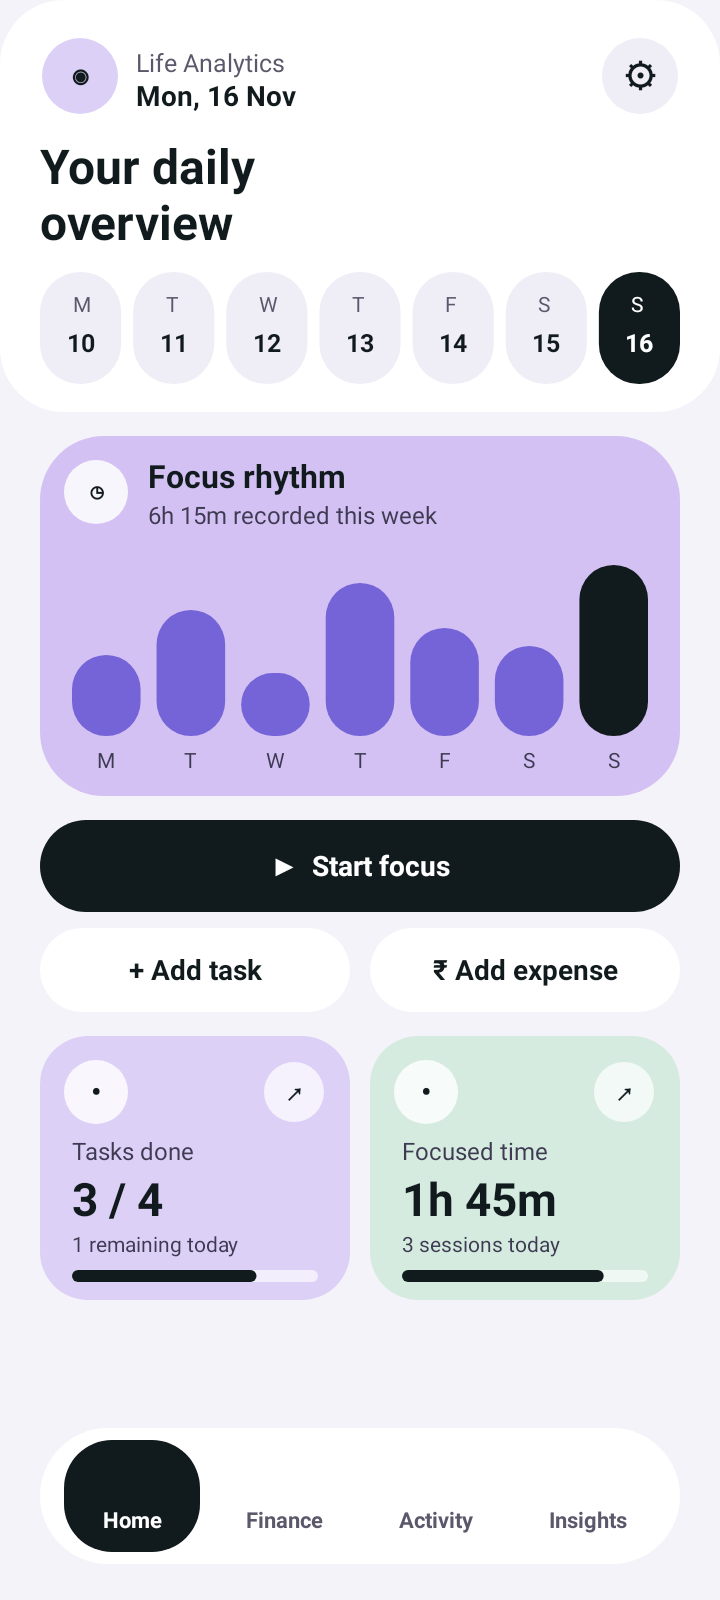 Life Analytics
Mon, 16 Nov
Your daily
overview
M T W T F S S
10 11 12 13 14 15 16
Focus rhythm
6h 15m recorded this week
M T W T F S S
▶ Start focus
+ Add task
₹ Add expense
Tasks done
3 / 4
1 remaining today
Focused time
1h 45m
3 sessions today
Home Finance Activity Insights